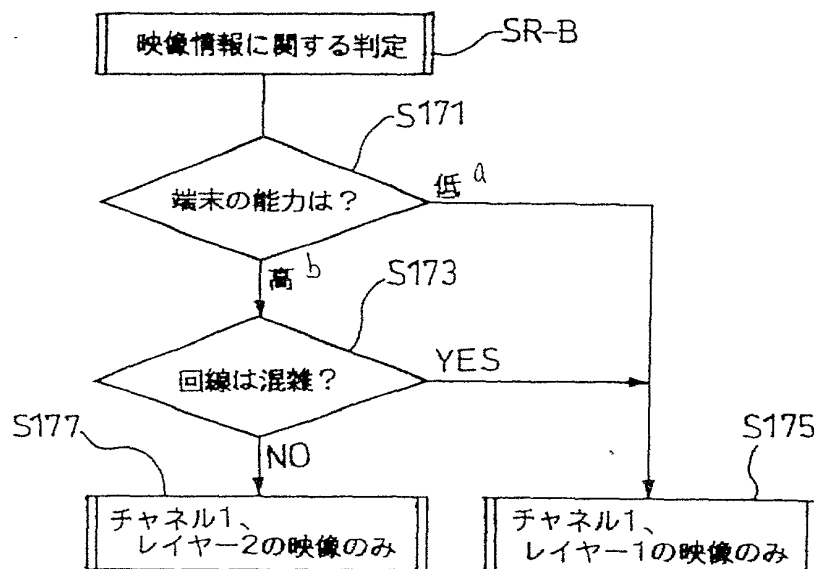 映像情報に関する判定
SR-B
S171
端末の能力は？
低 a
高 b
S173
回線は混雑？
YES
S177
NO
S175
チャネル1、
レイヤー2の映像のみ
チャネル1、
レイヤー1の映像のみ